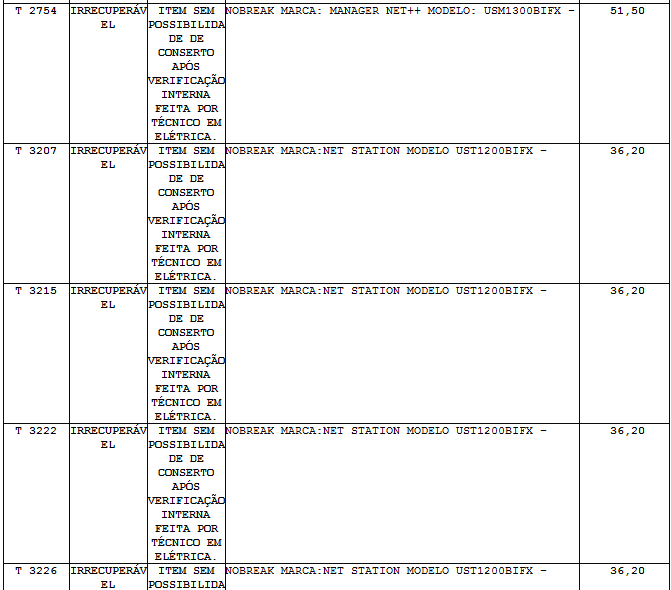 T 2754 IRRECUPERÁV ITEM SEM NOBREAK MARCA: MANAGER NET++ MODELO: USM1300BIFX - 51,50
EL POSSIBILIDA
DE DE
CONSERTO
APÓS
VERIFICAÇÃO
INTERNA
FEITA POR
TÉCNICO EM
ELÉTRICA.
T 3207 IRRECUPERÁV ITEM SEM NOBREAK MARCA:NET STATION MODELO UST1200BIFX - 36,20
EL POSSIBILIDA
DE DE
CONSERTO
APÓS
VERIFICAÇÃO
INTERNA
FEITA POR
TÉCNICO EM
ELÉTRICA.
T 3215 IRRECUPERÁV ITEM SEM NOBREAK MARCA:NET STATION MODELO UST1200BIFX - 36,20
EL POSSIBILIDA
DE DE
CONSERTO
APÓS
VERIFICAÇÃO
INTERNA
FEITA POR
TÉCNICO EM
ELÉTRICA.
T 3222 IRRECUPERÁV ITEM SEM NOBREAK MARCA:NET STATION MODELO UST1200BIFX - 36,20
EL POSSIBILIDA
DE DE
CONSERTO
APÓS
VERIFICAÇÃO
INTERNA
FEITA POR
TÉCNICO EM
ELÉTRICA.
T 3226 IRRECUPERÁV ITEM SEM NOBREAK MARCA:NET STATION MODELO UST1200BIFX - 36,20
EL POSSIBILIDA